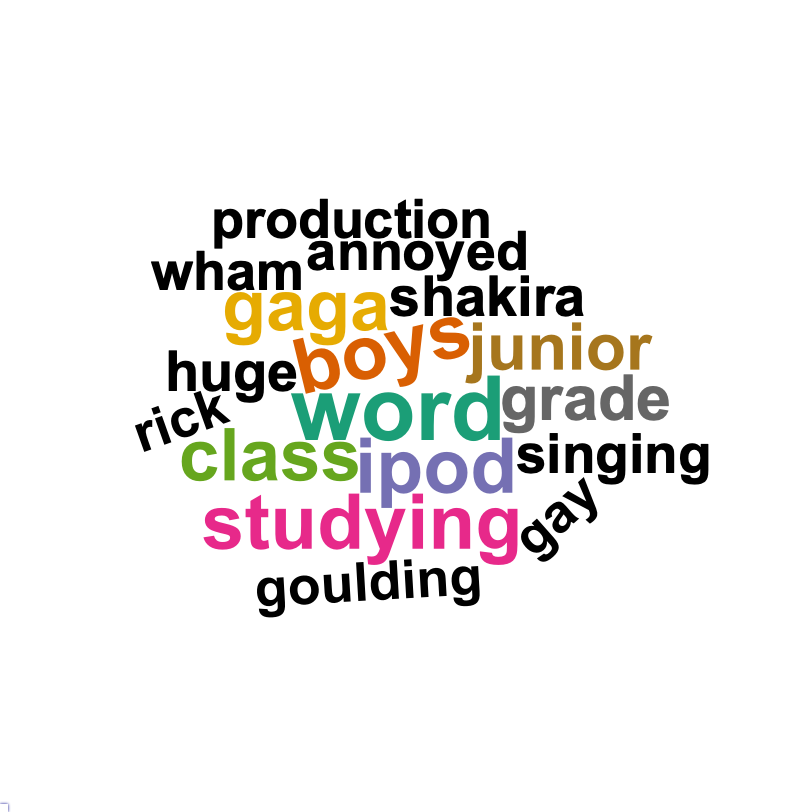 production
annoyed
wham
gaga
shakira
boys
junior
huge
word
grade
rick
class
ipod
singing
studying
gay
goulding